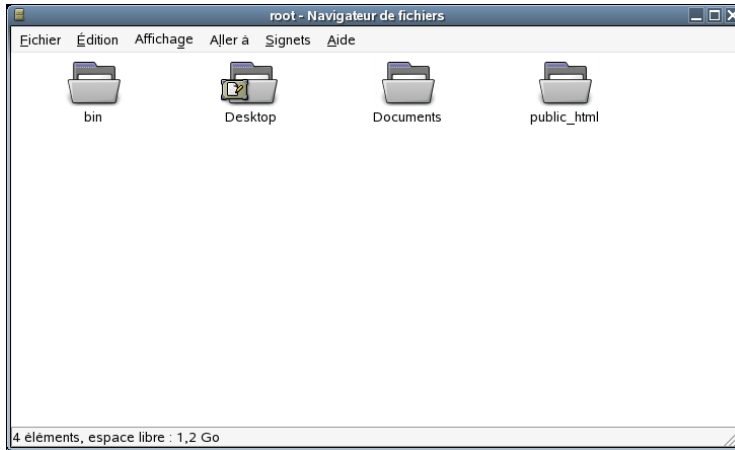 root - Navigateur de fichiers
Fichier Édition Affichage Aller à Signets Aide
bin Desktop Documents public_html
4 éléments, espace libre : 1,2 Go